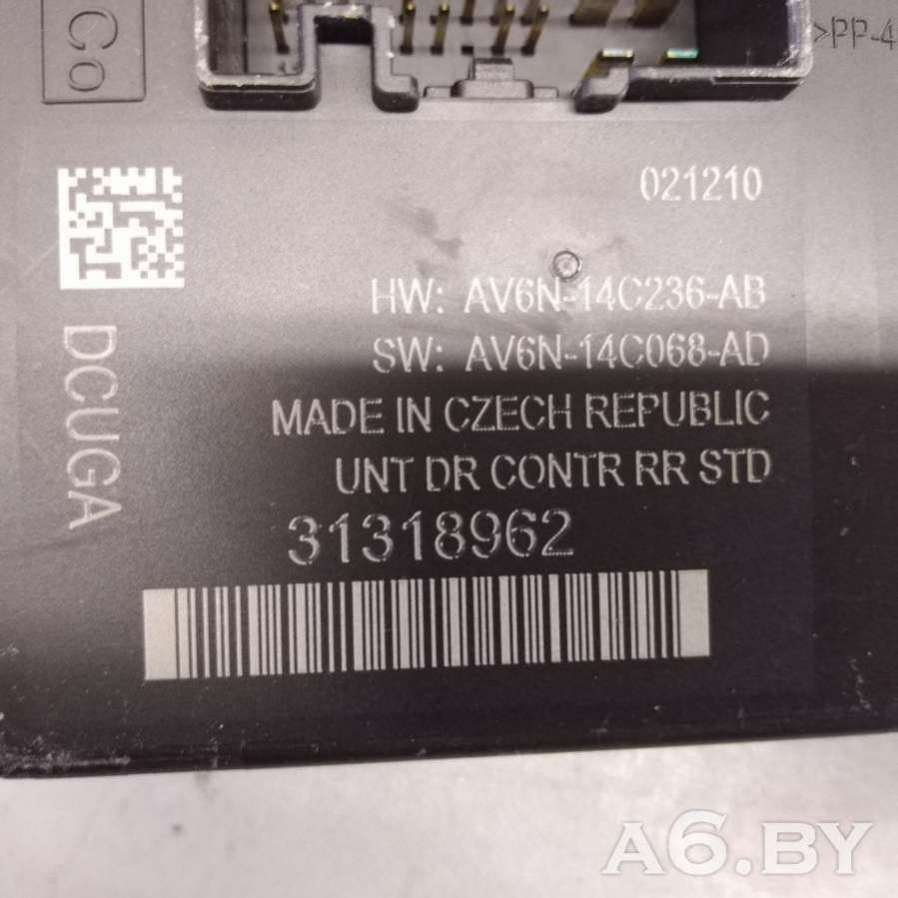 Co
>PP-4
021210
HW: AV6N-14C236-AB
SW: AV6N-14C068-AD
MADE IN CZECH REPUBLIC
UNT DR CONTR RR STD
31318962
DCUGA
A6.BY